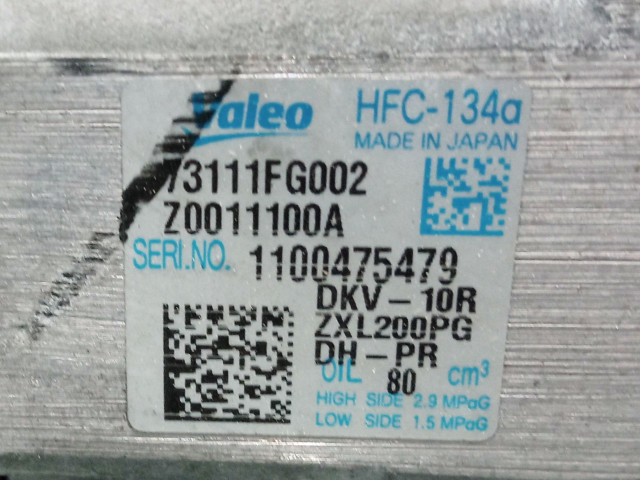 Valeo HFC-134a
MADE IN JAPAN
73111FG002
Z0011100A
SERI.NO. 1100475479
DKV-10R
ZXL200PG
DH-PR
OIL 80 cm³
HIGH SIDE 2.9 MPaG
LOW SIDE 1.5 MPaG